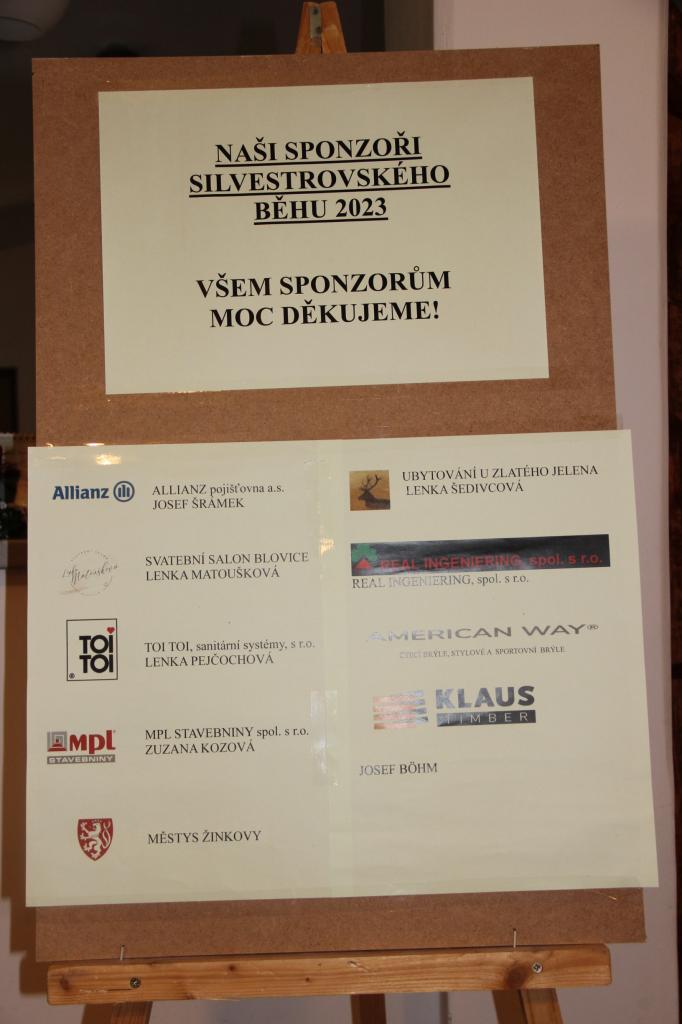 NAŠI SPONZOŘI
SILVESTROVSKÉHO
BĚHU 2023
VŠEM SPONZORŮM
MOC DĚKUJEME!
Allianz
ALLIANZ pojišťovna a.s.
JOSEF ŠRÁMEK
SVATEBNÍ SALON BLOVICE
LENKA MATOUŠKOVÁ
TOI
TOI
®
TOI TOI, sanitární systémy, s r.o.
LENKA PEJČOCHOVÁ
MPL
STAVEBNINY
MPL STAVEBNINY spol. s r.o.
ZUZANA KOZOVÁ
MĚSTYS ŽINKOVY
UBYTOVÁNÍ U ZLATÉHO JELENA
LENKA ŠEDIVCOVÁ
REAL INGENIERING, spol. s r.o.
REAL INGENIERING, spol. s r.o.
AMERICAN WAY®
ČTECÍ BRÝLE, STYLOVÉ A SPORTOVNÍ BRÝLE
KLAUS
TIMBER
JOSEF BÖHM